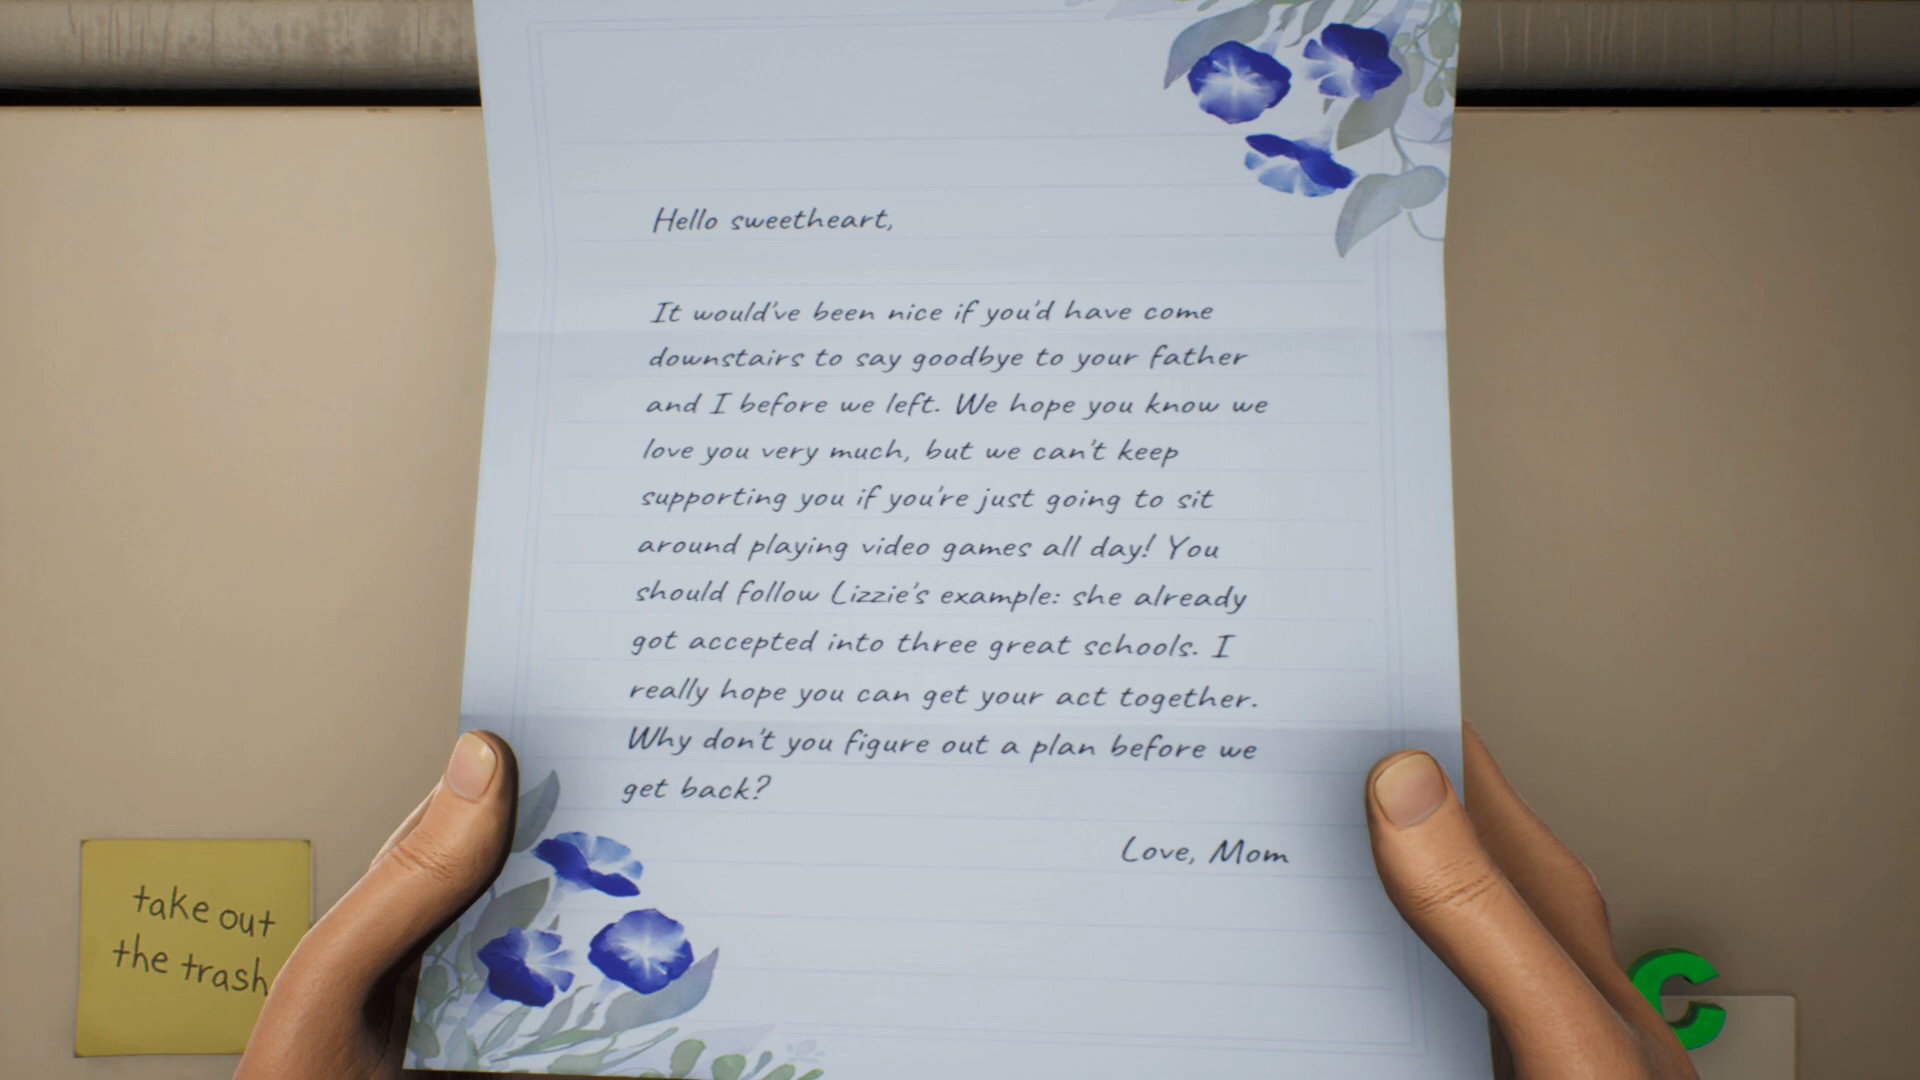 Hello sweetheart,
It would've been nice if you'd have come
downstairs to say goodbye to your father
and I before we left. We hope you know we
love you very much, but we can't keep
supporting you if you're just going to sit
around playing video games all day! You
should follow Lizzie's example: she already
got accepted into three great schools. I
really hope you can get your act together.
Why don't you figure out a plan before we
get back?
Love, Mom
take out
the trash
C